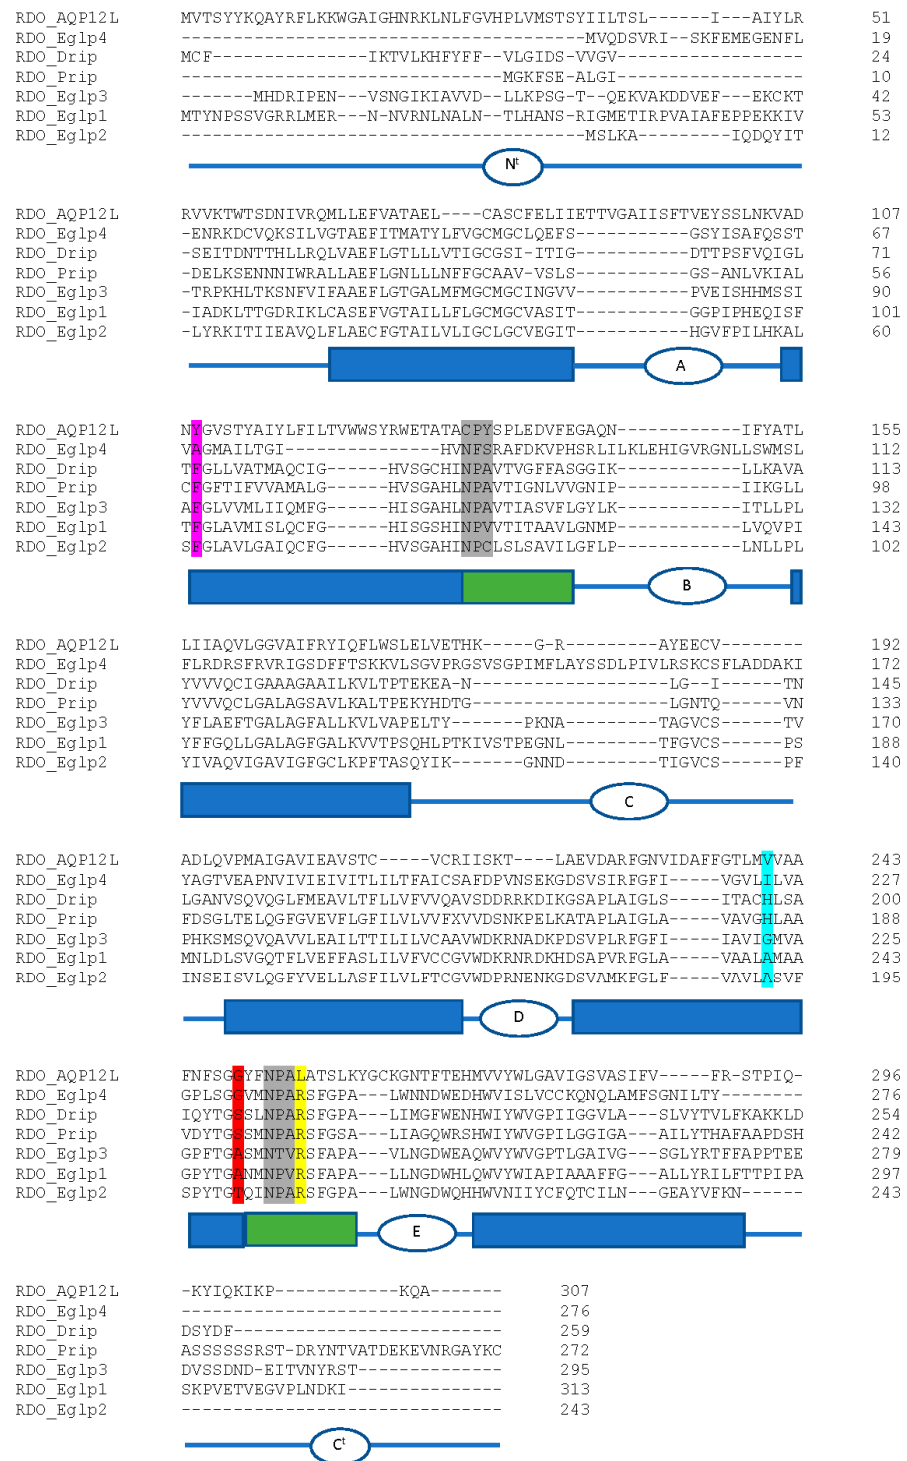 RDO_AQP12L MVTSYYKQAYRFLKKWGAIGHNRKLNLFGVHPLVMSTSYIILTSL------I---AIYLR 51
RDO_Eglp4 ----------------------------------------MVQDSVRI--SKFEMEGENFL 19
RDO_Drip MCF--------------IKTVLKHFYFF--VLGIDS-VVGV------------------ 24
RDO_Prip --------------------------------MGKFSE-ALGI------------------ 10
RDO_Eglp3 -------MHDRIPEN---VSNGIKIAVVD--LLKPSG-T--QEKVAKDDVEF---EKCKT 42
RDO_Eglp1 MTYNPSSVGRRLMER---N-NVRNLNALN--TLHANS-RIGMETIRPVAIAFEPPEKKIV 53
RDO_Eglp2 ----------------------------------------MSLKA---------IQDQYIT 12
Nt
RDO_AQP12L RVVKTWTSDNIVRQMLLEFVATAEL----CASCFELIIETTVGAIISFTVEYSSLNKVAD 107
RDO_Eglp4 -ENRKDCVQKSILVGTAEFITMATYLFVGCMGCLQEFS-----------GSYISAFQSST 67
RDO_Drip -SEITDNTTHLLRQLVAEFLGTLLLVTIGCGSI-ITIG-----------DTTPSFVQIGL 71
RDO_Prip -DELKSENNNIWRALLAEFLGNLLLNFFGCAAV-VSLS-----------GS-ANLVKIAL 56
RDO_Eglp3 -TRPKHLTKSNFVIFAAEFLGTGALMFMGCMGCINGVV-----------PVEISHHMSSI 90
RDO_Eglp1 -IADKLTTGDRIKLCASEFVGTAILLFLGCMGCVASIT-----------GGIPIPHEQISF 101
RDO_Eglp2 -LYRKITIIEAVQLFLAECFGTAILVLIGCLGCVEGIT-----------HGVFPILHKAL 60
A
RDO_AQP12L NYGVSTYAYILFILTVWWSYRWETATACPYSPLEDVFEGAQN----------IFYATL 155
RDO_Eglp4 VAGMAILTGI---------------HVNFSRAFDKVPHSRLILKLEHIGVRGNLLSWMSL 112
RDO_Drip TFGLLVATMAQCIG------HVSGCHINPAVTVGFFASGGIK----------LLKAVA 113
RDO_Prip CFGFTIFVVAMALG------HVSGAHLNPAVTIGNLVVGNIP----------IIKGLL 98
RDO_Eglp3 AFGLVVMLIIQMFG------HISGAHLNPAVTIASVFLGYLK----------ITLLPL 132
RDO_Eglp1 TFGLAVMISLQCFG------HISGSHINPVVTITAAVLGNMP----------LVQVPI 143
RDO_Eglp2 SFGLAVLGAIQCFG------HVSGAHINPCLSLSAVILGFLP----------LNLLPL 102
B
RDO_AQP12L LIIAQVLGGVAIFRYIQFLWSLELVETHK-----G-R---------AYEECV-------- 192
RDO_Eglp4 FLRDRSFRVRIGSDFFTSKKVLSGVPRGSVSGPIMFLAYSSDLPIVLRSKCSFLADDAKI 172
RDO_Drip YVVVQCIGAAAGAAILKVLTPTEKEA-N-------------------LG--I------TN 145
RDO_Prip YVVVQCLGALAGSAVLKALTPEKYHDTG-------------------LGNTQ------VN 133
RDO_Eglp3 YFLAEFTGALAGFALLKVLVAPELTY-------PKNA---------TAGVCS------TV 170
RDO_Eglp1 YFFGQLLGALAGFGALKVVTPSQHLPTKIVSTPEGNL---------TFGVCS------PS 188
RDO_Eglp2 YIVAQVIGAVIGFGCLKPFTASQYIK-------GNND---------TIGVCS------PF 140
C
RDO_AQP12L ADLQVPMAIGAVIEAVSTC-----VCRIISKT----LAEVDARFGNVIDAFFGTLMVVAA 243
RDO_Eglp4 YAGTVEAPNVIVIEIVITLILTFAICSAFDPVNSEKGDSVSIRFGFI-----VGVLILVA 227
RDO_Drip LGANVSQVQGLFMEAVLTFLLVFVVQAVSDDRRKDIKGSAPLAIGLS-----ITACHLSA 200
RDO_Prip FDSGLTELQGFGVEVFLGFILVLVVFXVVDSNKPELKATAPLAIGLA-----VAVGHLAA 188
RDO_Eglp3 PHKSMSQVQAVVLEAILTTILILVCAAVWDKRNADKPDSVPLRFGFI-----IAVIGMVA 225
RDO_Eglp1 MNLDLSVGQTFLVEFFASLILVFVCCGVWDKRNRDKHDSAPVRFGLA-----VAALAMAA 243
RDO_Eglp2 INSEISVLQGFYVELLASFILVLFTCGVWDPRNENKGDSVAMKFGLF-----VAVLASVF 195
D
RDO_AQP12L FNFSGGYFNPALATSLKYGCKGNTFTEHMVVYWLGAVIGSVASIFV-----FR-STPIQ- 296
RDO_Eglp4 GPLSGGVMNPARSFGPA---LWNNDWEDHWVISLVCCKQNQLAMFSGNILTY-------- 276
RDO_Drip IQYTGSSLNPARSFGPA---LIMGFWENHWIYWVGPIIGGVLA---SLVYTVLFKAKKLD 254
RDO_Prip VDYTGSSMNPARSFGSA---LIAGQWRSHWIYWVGPILGGIGA---AILYTHAFAAPDSH 242
RDO_Eglp3 GPFTGASMNTVRSFAPA---VLNGDWEAQWVYWVGPTLGAIVG---SGLYRTFFAPPTEE 279
RDO_Eglp1 GPYTGANMNPVRSFAPA---LLNGDWHLQWVYWIAPIAAAFFG---ALLYRILFTTPIPA 297
RDO_Eglp2 SPYTGTQINPARSFGPA---LWNGDWQHHWVNIIYCFQTCILN---GEAYVFKN------ 243
E
RDO_AQP12L -KYIQKIKP------------KQA------- 307
RDO_Eglp4 -------------------------------- 276
RDO_Drip DSYDF--------------------------- 259
RDO_Prip ASSSSSSRST-DRYNTVATDEKEVNRGAYKC 272
RDO_Eglp3 DVSSDND-EITVNYRST--------------- 295
RDO_Eglp1 SKPVETVEGVPLNDKI---------------- 313
RDO_Eglp2 -------------------------------- 243
Ct